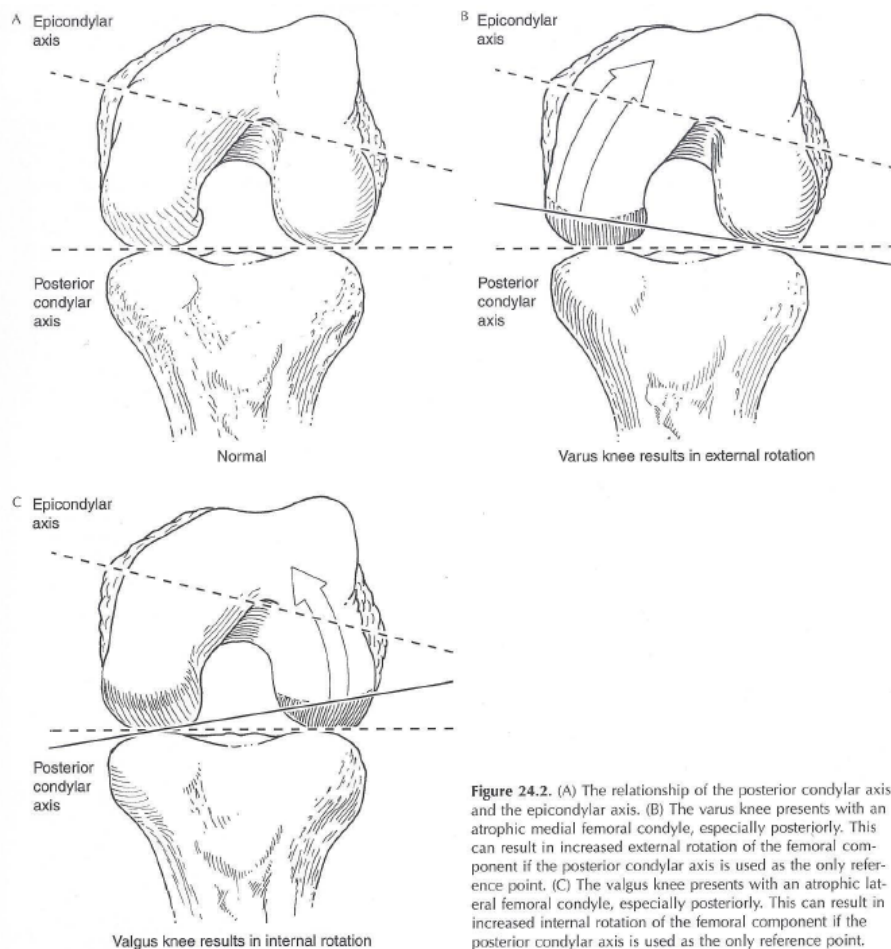 A Epicondylar
axis
Posterior
condylar
axis
Normal
B
Epicondylar
axis
Posterior
condylar
axis
Varus knee results in external rotation
C Epicondylar
axis
Posterior
condylar
axis
Valgus knee results in internal rotation
Figure 24.2. (A) The relationship of the posterior condylar axis
and the epicondylar axis. (B) The varus knee presents with an
atrophic medial femoral condyle, especially posteriorly. This
can result in increased external rotation of the femoral com-
ponent if the posterior condylar axis is used as the only refer-
ence point. (C) The valgus knee presents with an atrophic lat-
eral femoral condyle, especially posteriorly. This can result in
increased internal rotation of the femoral component if the
posterior condylar axis is used as the only reference point.